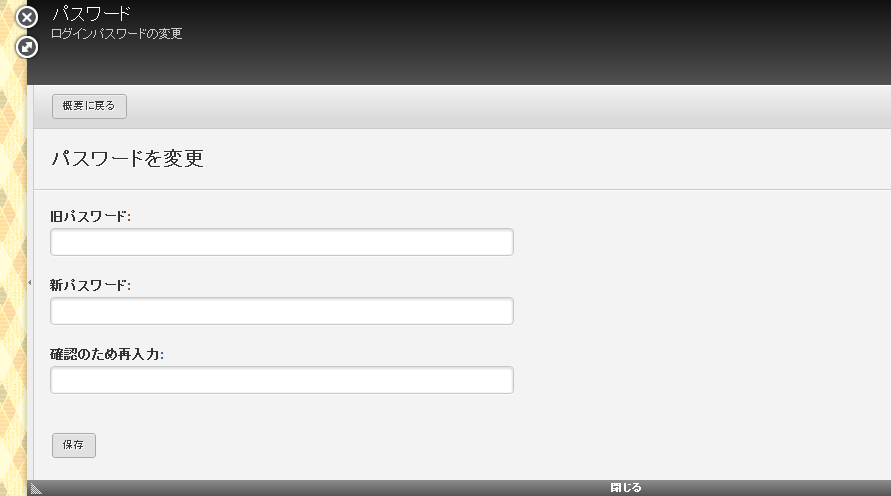 パスワード
ログインパスワードの変更
概要に戻る
パスワードを変更
旧パスワード:
新パスワード:
確認のため再入力:
保存
閉じる